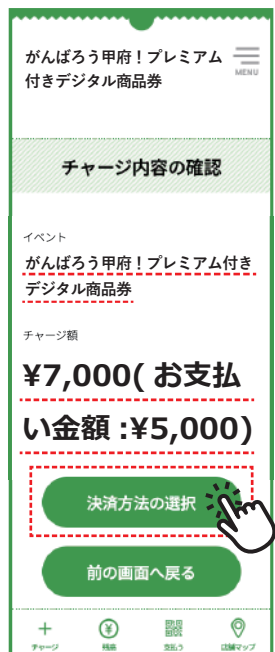 がんばろう甲府！プレミアム
付きデジタル商品券
MENU
チャージ内容の確認
イベント
がんばろう甲府！プレミアム付き
デジタル商品券
チャージ額
¥7,000( お支払
い金額 :¥5,000)
決済方法の選択
前の画面へ戻る
チャージ
残高
支払う
店舗マップ